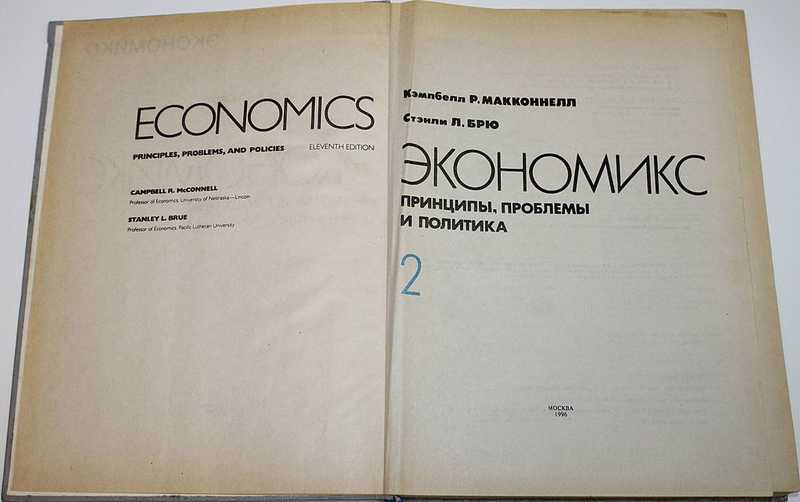 ECONOMICS
PRINCIPLES, PROBLEMS, AND POLICIES ELEVENTH EDITION
CAMPBELL R. McCONNELL
Professor of Economics, University of Nebraska—Lincoln
STANLEY L. BRUE
Professor of Economics, Pacific Lutheran University
Кэмпбелл Р. МАККОННЕЛЛ
Стэнли Л. БРЮ
ЭКОНОМИКС
ПРИНЦИПЫ, ПРОБЛЕМЫ
И ПОЛИТИКА
2
МОСКВА
1996